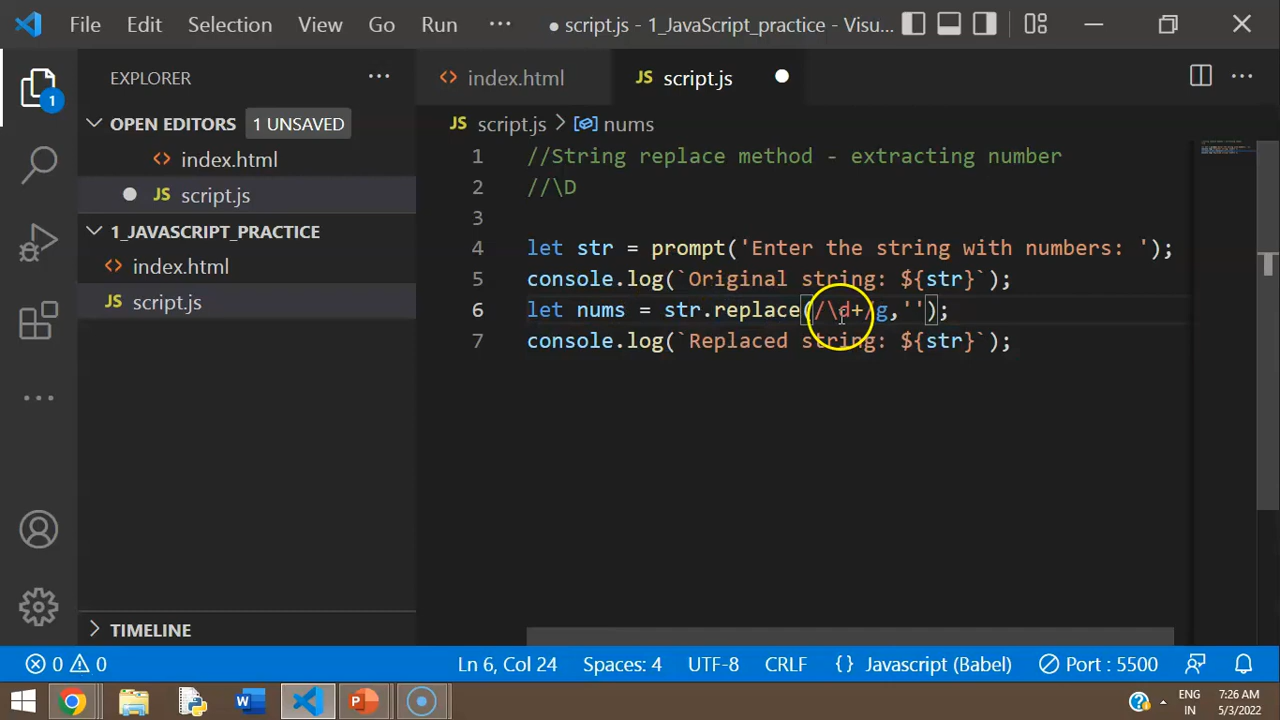 File Edit Selection View Go Run ··· ● script.js - 1_JavaScript_practice - Visu...
EXPLORER ···
index.html
JS script.js ●
OPEN EDITORS 1 UNSAVED
index.html
● JS script.js
1_JAVASCRIPT_PRACTICE
index.html
JS script.js
TIMELINE
1
JS script.js > nums
1 //String replace method - extracting number
2 //\D
3
4 let str = prompt('Enter the string with numbers: ');
5 console.log(`Original string: ${str}`);
6 let nums = str.replace(/\d+/g,'');
7 console.log(`Replaced string: ${str}`);
0 0 Ln 6, Col 24 Spaces: 4 UTF-8 CRLF {} Javascript (Babel) Port : 5500
ENG 7:26 AM
IN 5/3/2022